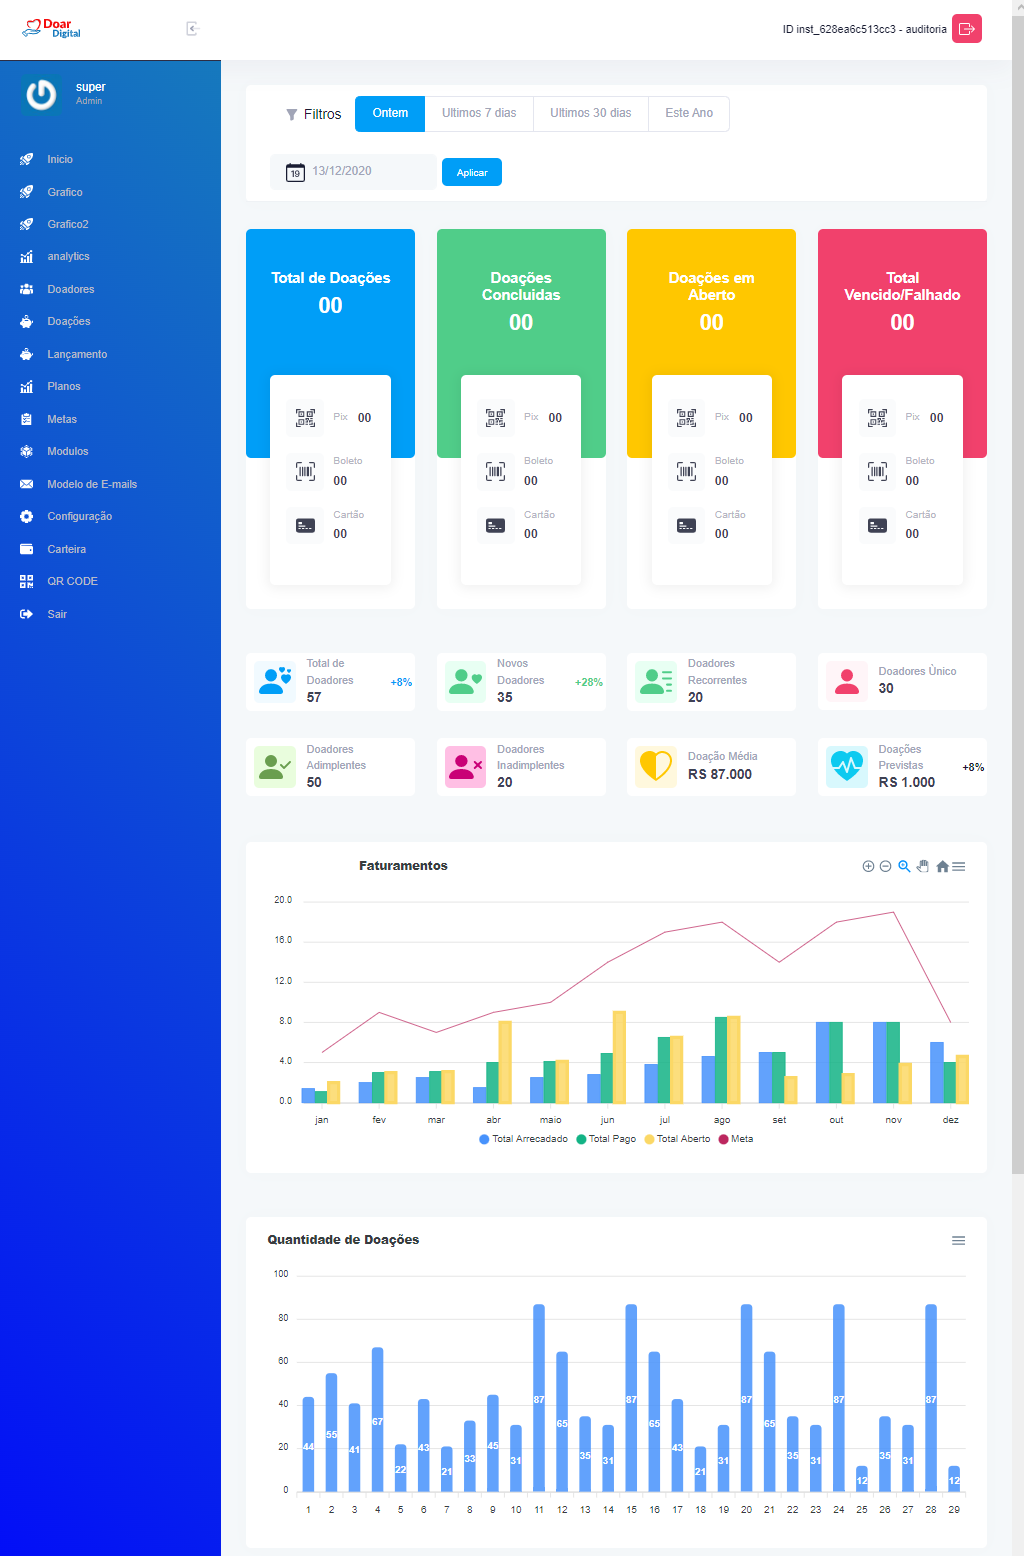 Doar
Digital
ID inst_628ea6c513cc3 - auditoria
super
Admin
Inicio
Grafico
Grafico2
analytics
Doadores
Doações
Lançamento
Planos
Metas
Modulos
Modelo de E-mails
Configuração
Carteira
QR CODE
Sair
Filtros
Ontem
Ultimos 7 dias
Ultimos 30 dias
Este Ano
19
13/12/2020
Aplicar
Total de Doações
00
Pix 00
Boleto
00
Cartão
00
Doações
Concluidas
00
Pix 00
Boleto
00
Cartão
00
Doações em
Aberto
00
Pix 00
Boleto
00
Cartão
00
Total
Vencido/Falhado
00
Pix 00
Boleto
00
Cartão
00
Total de
Doadores
57
+8%
Novos
Doadores
35
+28%
Doadores
Recorrentes
20
Doadores Ùnico
30
Doadores
Adimplentes
50
Doadores
Inadimplentes
20
Doação Média
RS 87.000
Doações
Previstas
RS 1.000
+8%
Faturamentos
20.0
16.0
12.0
8.0
4.0
0.0
jan fev mar abr maio jun jul ago set out nov dez
Total Arrecadado Total Pago Total Aberto Meta
Quantidade de Doações
100
80
60
40
20
0
44 55 41 67 22 43 21 33 45 31 87 65 35 31 87 65 43 21 31 87 65 35 31 87 12 35 31 87 12
1 2 3 4 5 6 7 8 9 10 11 12 13 14 15 16 17 18 19 20 21 22 23 24 25 26 27 28 29